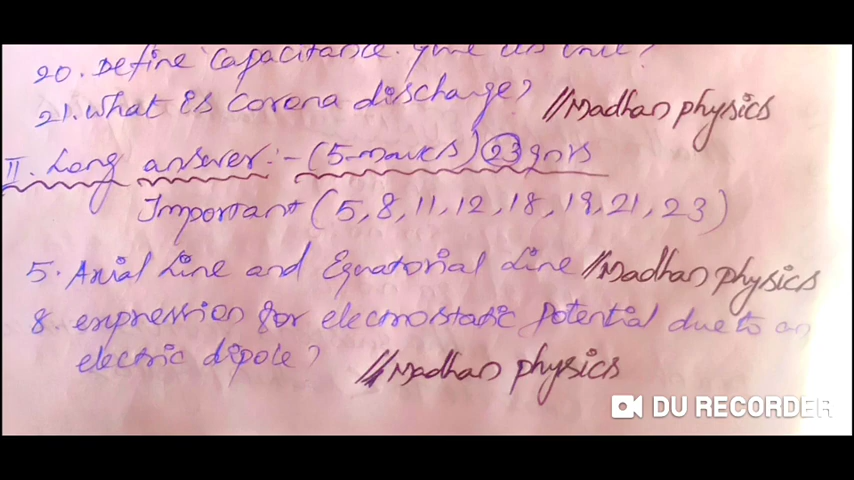 20. Define Capacitance. Give its unit?
21. What is Corona discharge? //Madhan physics
II. Long answer:- (5-marks) 23 qns
Important (5, 8, 11, 12, 18, 19, 21, 23)
5. Axial Line and Equatorial Line //Madhan physics
8. expression for electrostatic potential due to an
electric dipole?
//Madhan physics
DU RECORDER